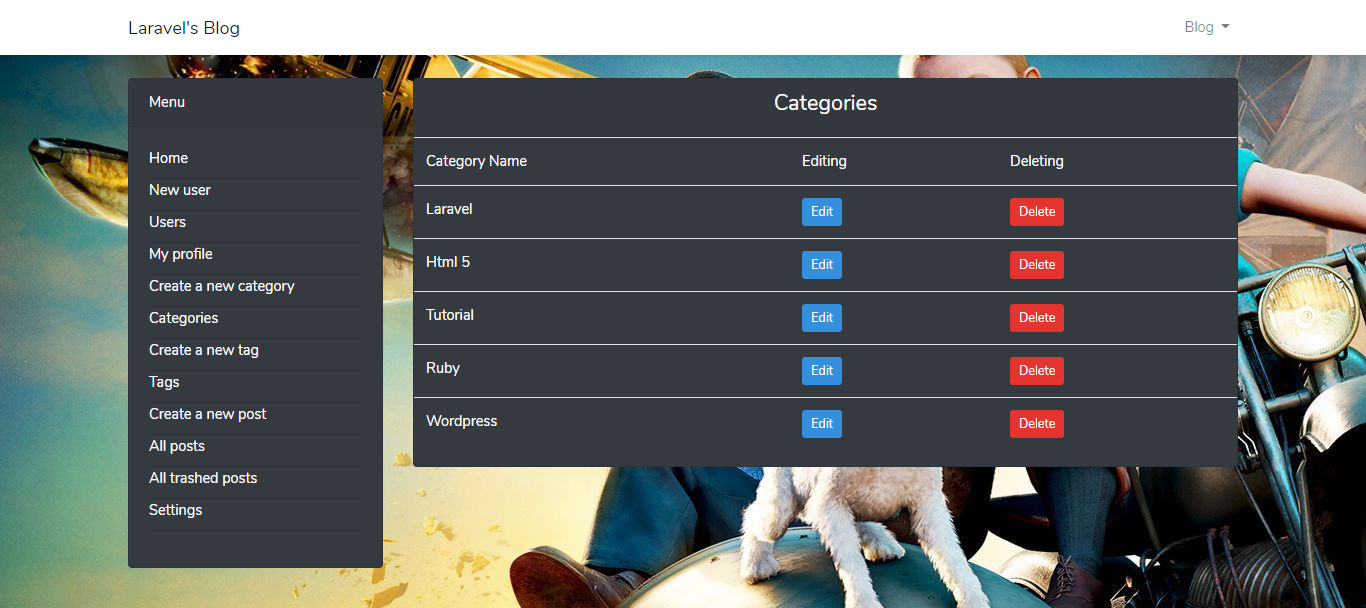 Laravel's Blog
Blog
Menu
Home
New user
Users
My profile
Create a new category
Categories
Create a new tag
Tags
Create a new post
All posts
All trashed posts
Settings
Categories
Category Name Editing Deleting
Laravel Edit Delete
Html 5 Edit Delete
Tutorial Edit Delete
Ruby Edit Delete
Wordpress Edit Delete